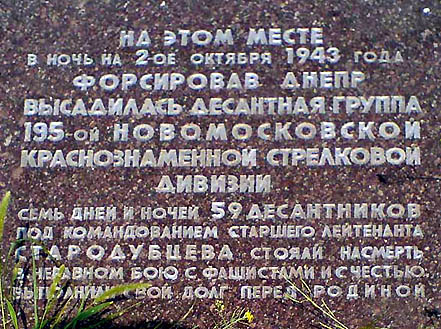 НА ЭТОМ МЕСТЕ
В НОЧЬ НА 2-ОЕ ОКТЯБРЯ 1943 ГОДА
ФОРСИРОВАВ ДНЕПР
ВЫСАДИЛАСЬ ДЕСАНТНАЯ ГРУППА
195-ОЙ НОВОМОСКОВСКОЙ
КРАСНОЗНАМЕННОЙ СТРЕЛКОВОЙ
ДИВИЗИИ
СЕМЬ ДНЕЙ И НОЧЕЙ 59 ДЕСАНТНИКОВ
ПОД КОМАНДОВАНИЕМ СТАРШЕГО ЛЕЙТЕНАНТА
СТАРОДУБЦЕВА СТОЯЛИ НАСМЕРТЬ
В НЕРАВНОМ БОЮ С ФАШИСТАМИ И С ЧЕСТЬЮ
ВЫПОЛНИЛИ СВОЙ ДОЛГ ПЕРЕД РОДИНОЙ